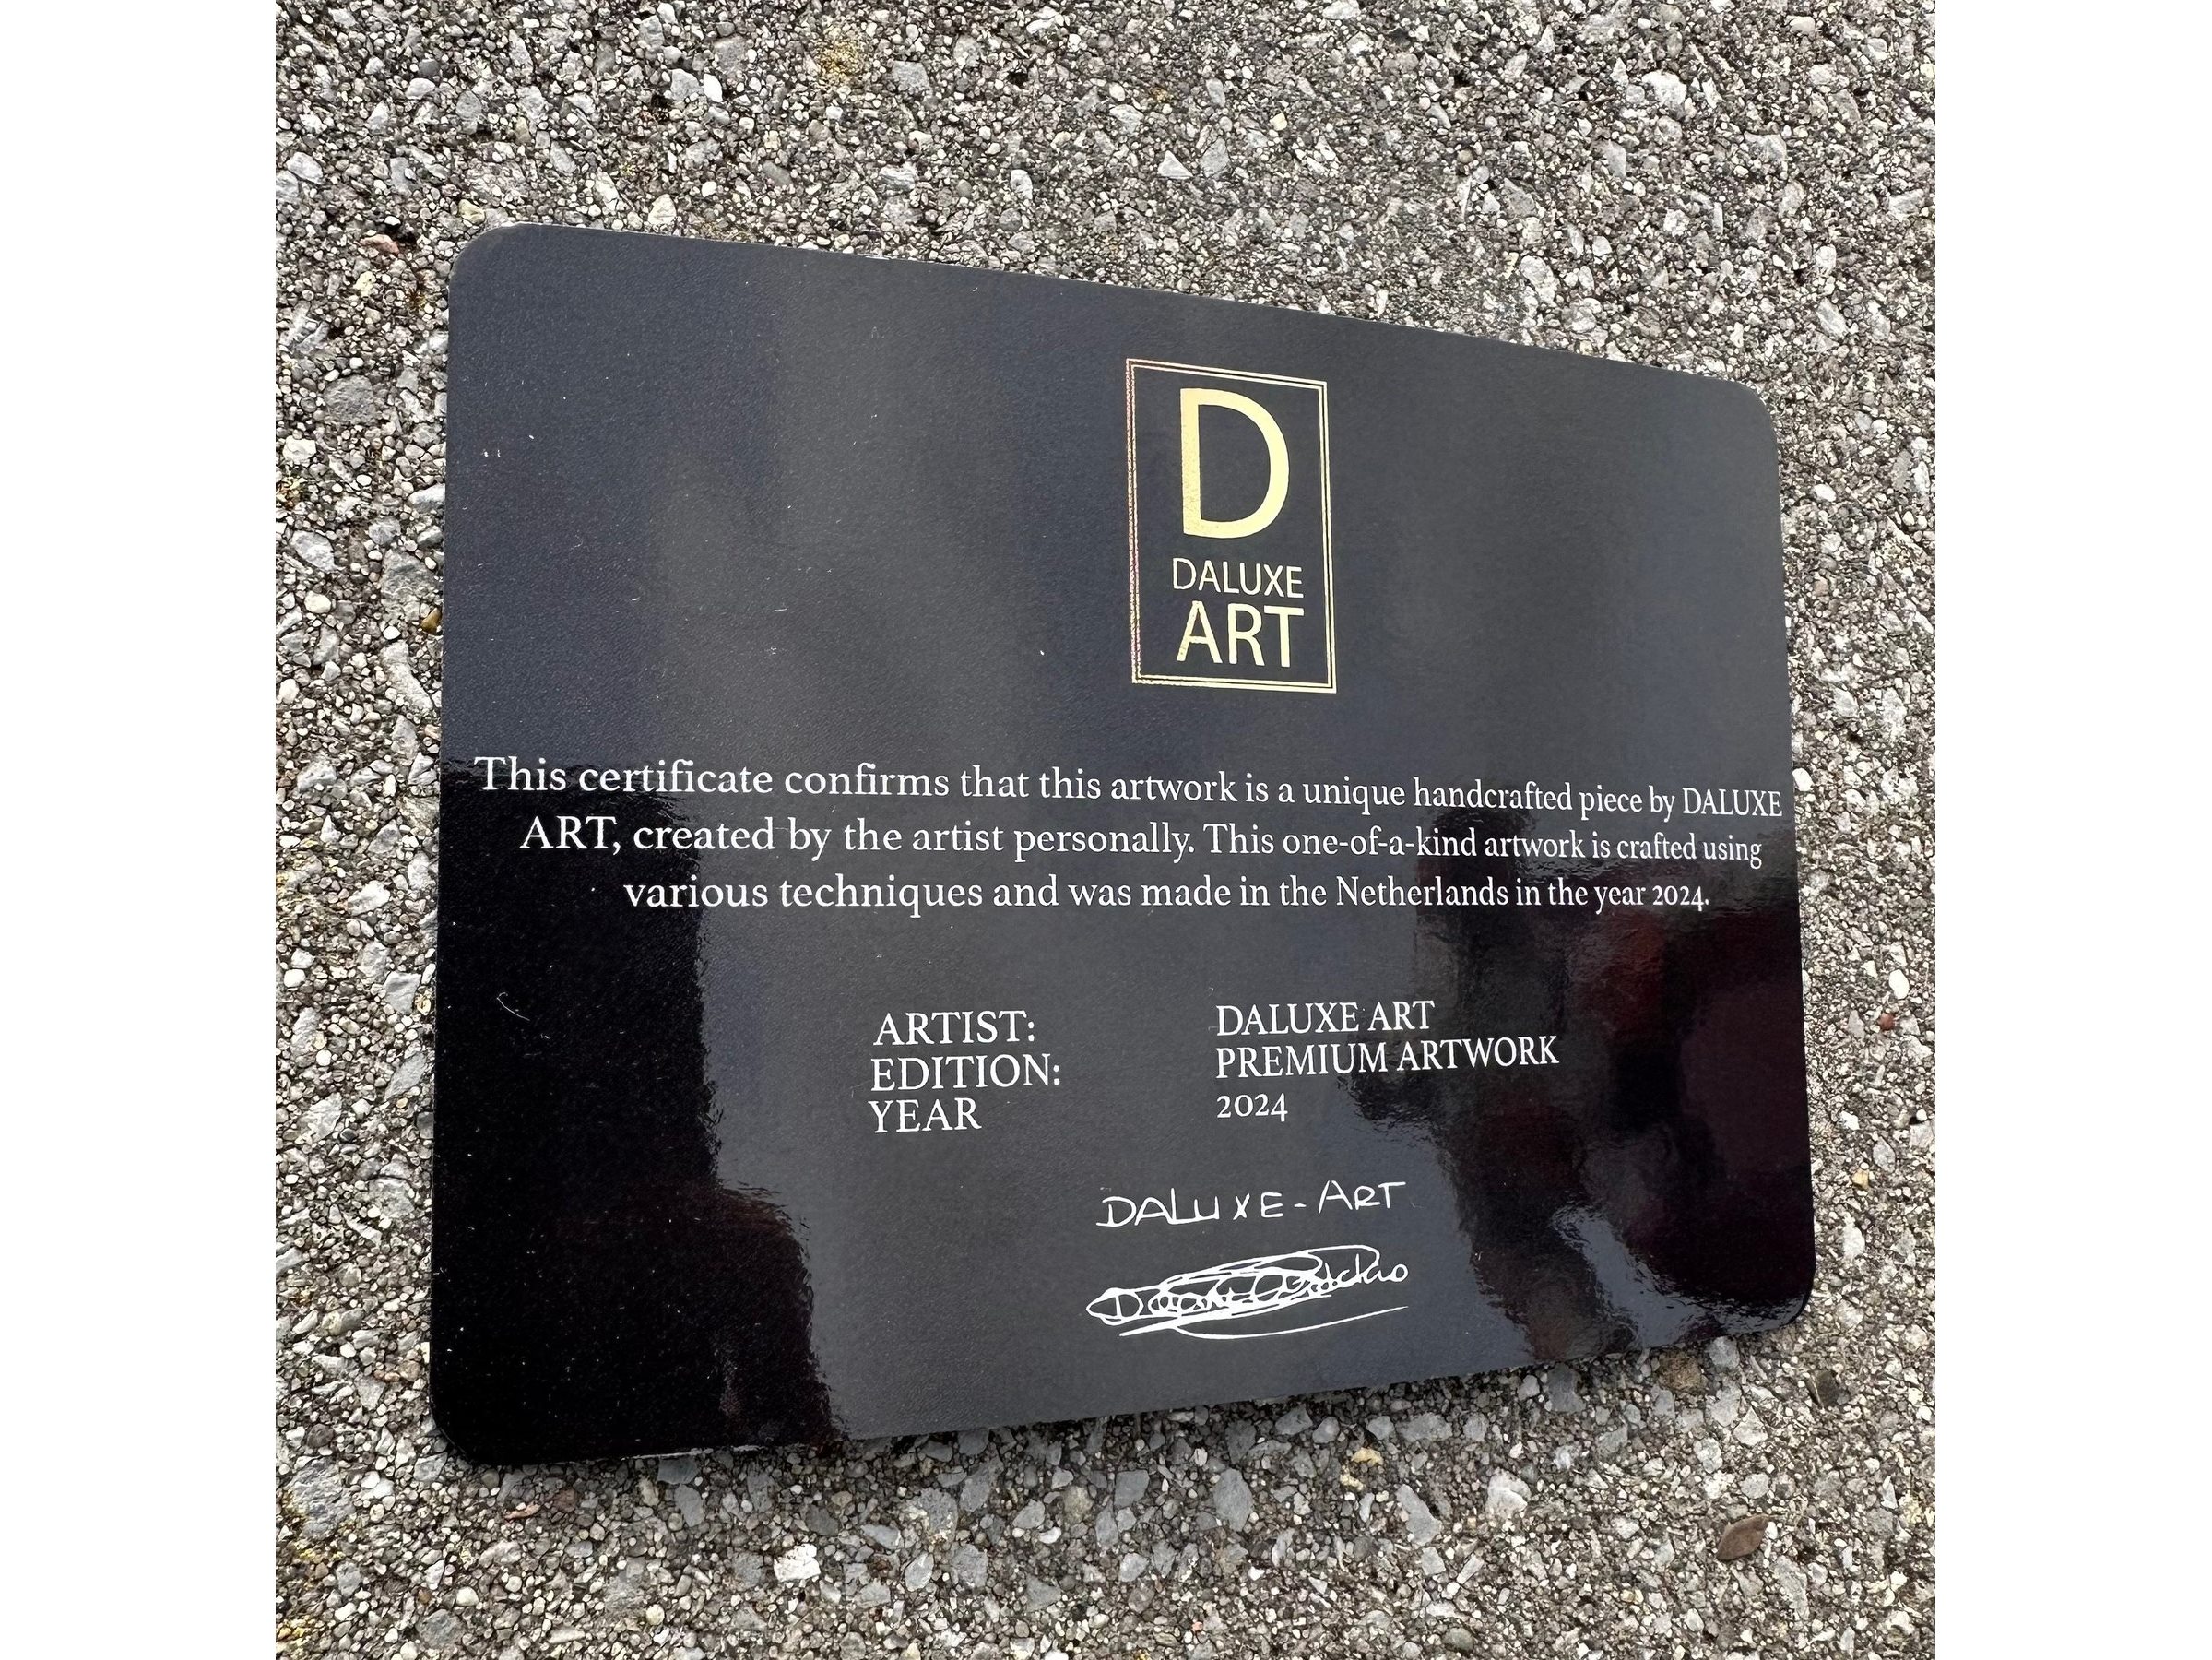 D
DALUXE
ART
This certificate confirms that this artwork is a unique handcrafted piece by DALUXE
ART, created by the artist personally. This one-of-a-kind artwork is crafted using
various techniques and was made in the Netherlands in the year 2024.
ARTIST: DALUXE ART
EDITION: PREMIUM ARTWORK
YEAR 2024
DALUXE-ART